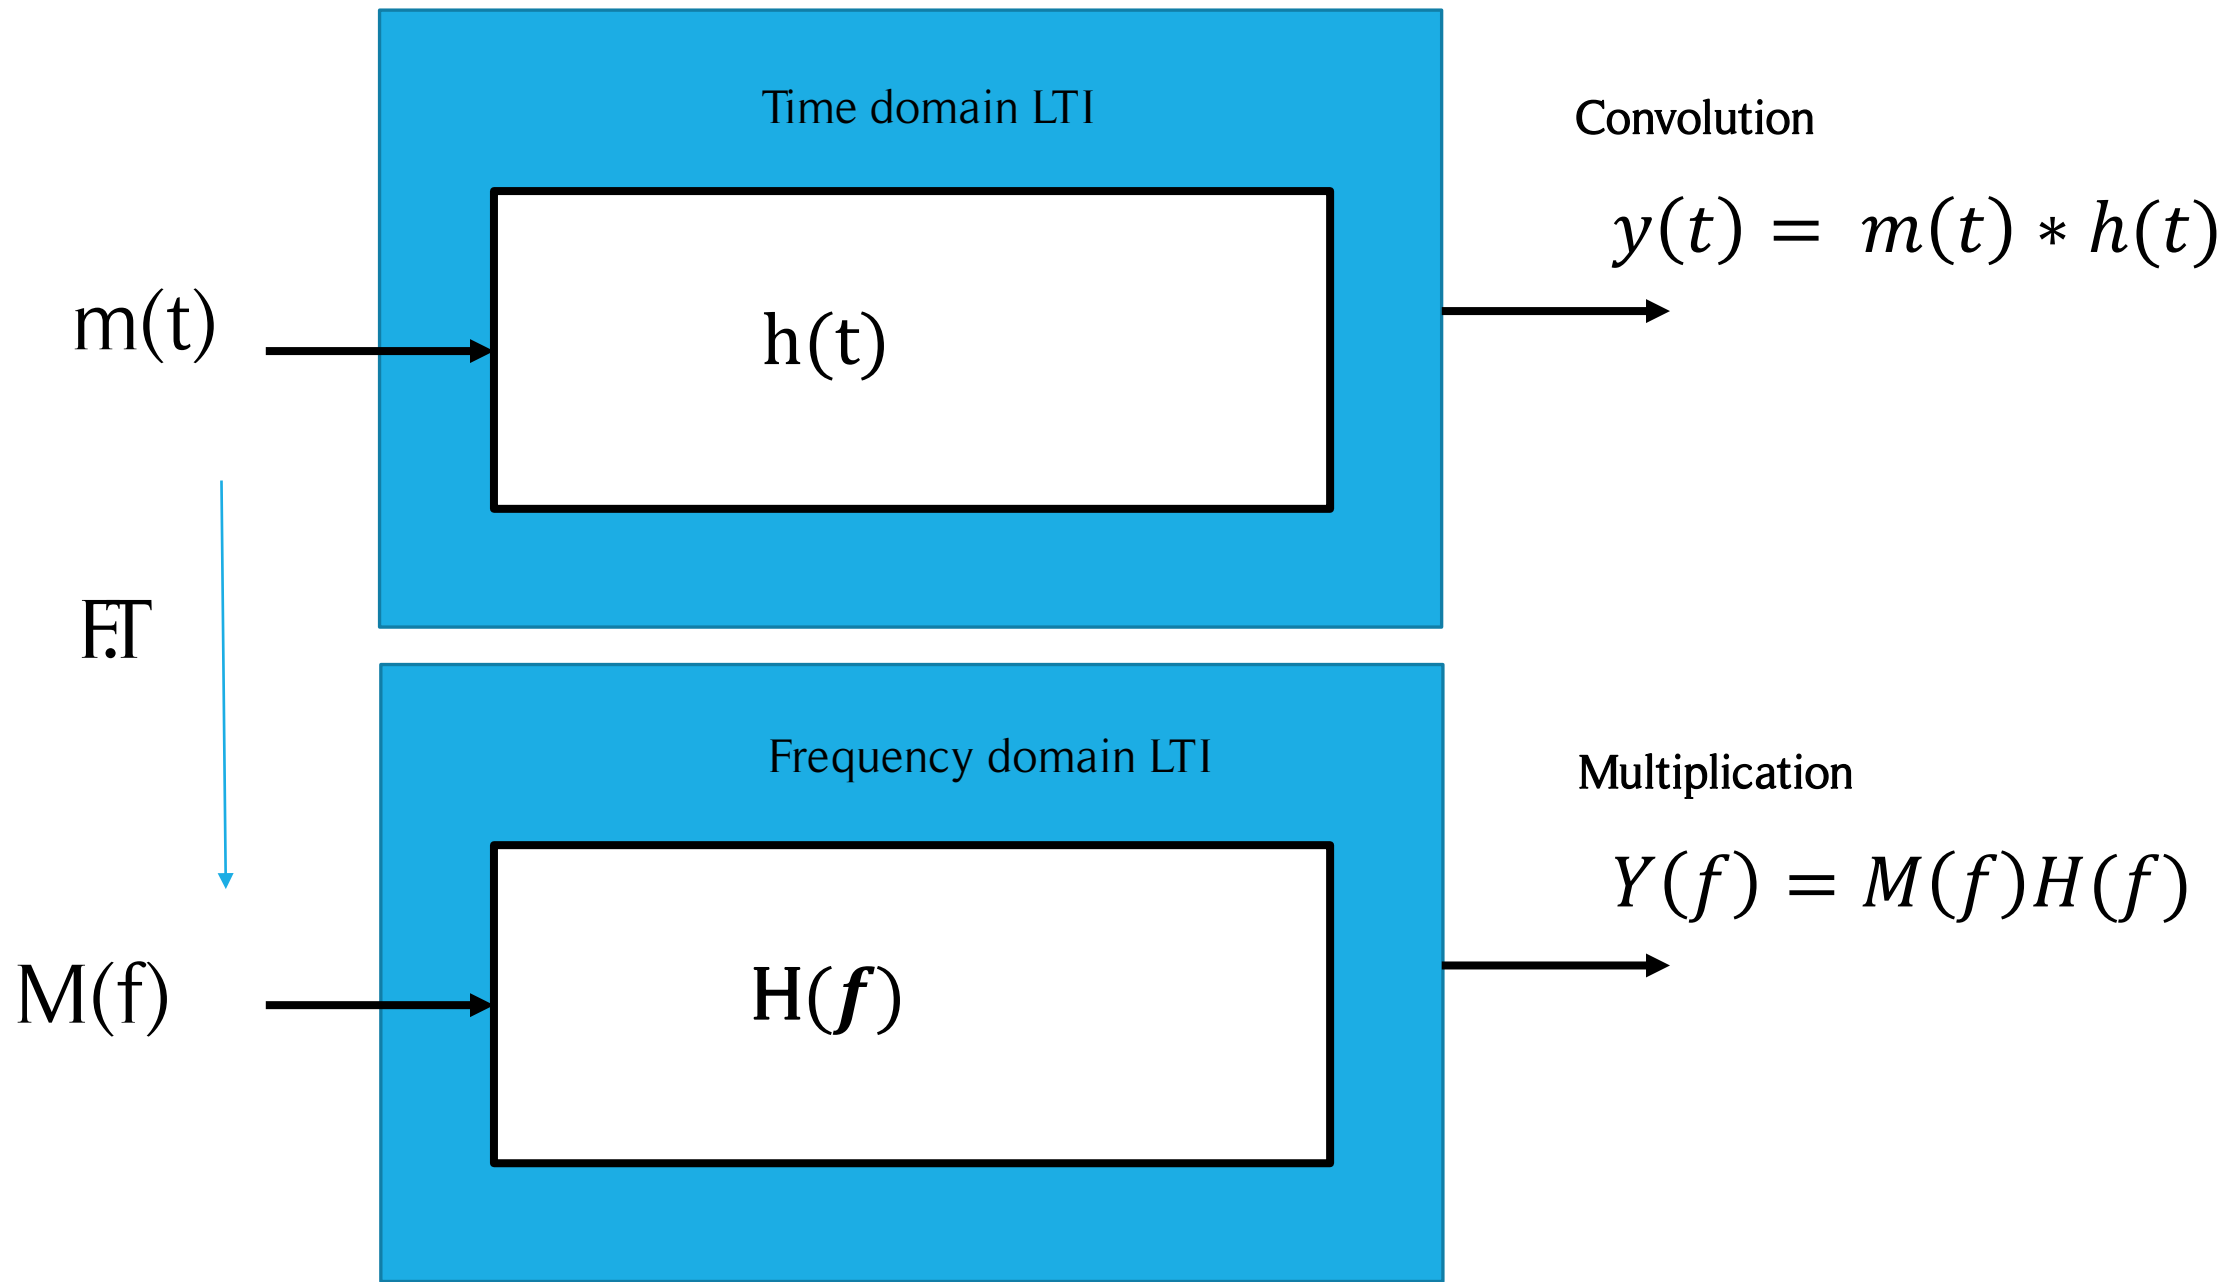 Time domain LTI
Convolution
y(t) = m(t) * h(t)
m(t)
h(t)
F.T
Frequency domain LTI
Multiplication
Y(f) = M(f)H(f)
M(f)
H(f)